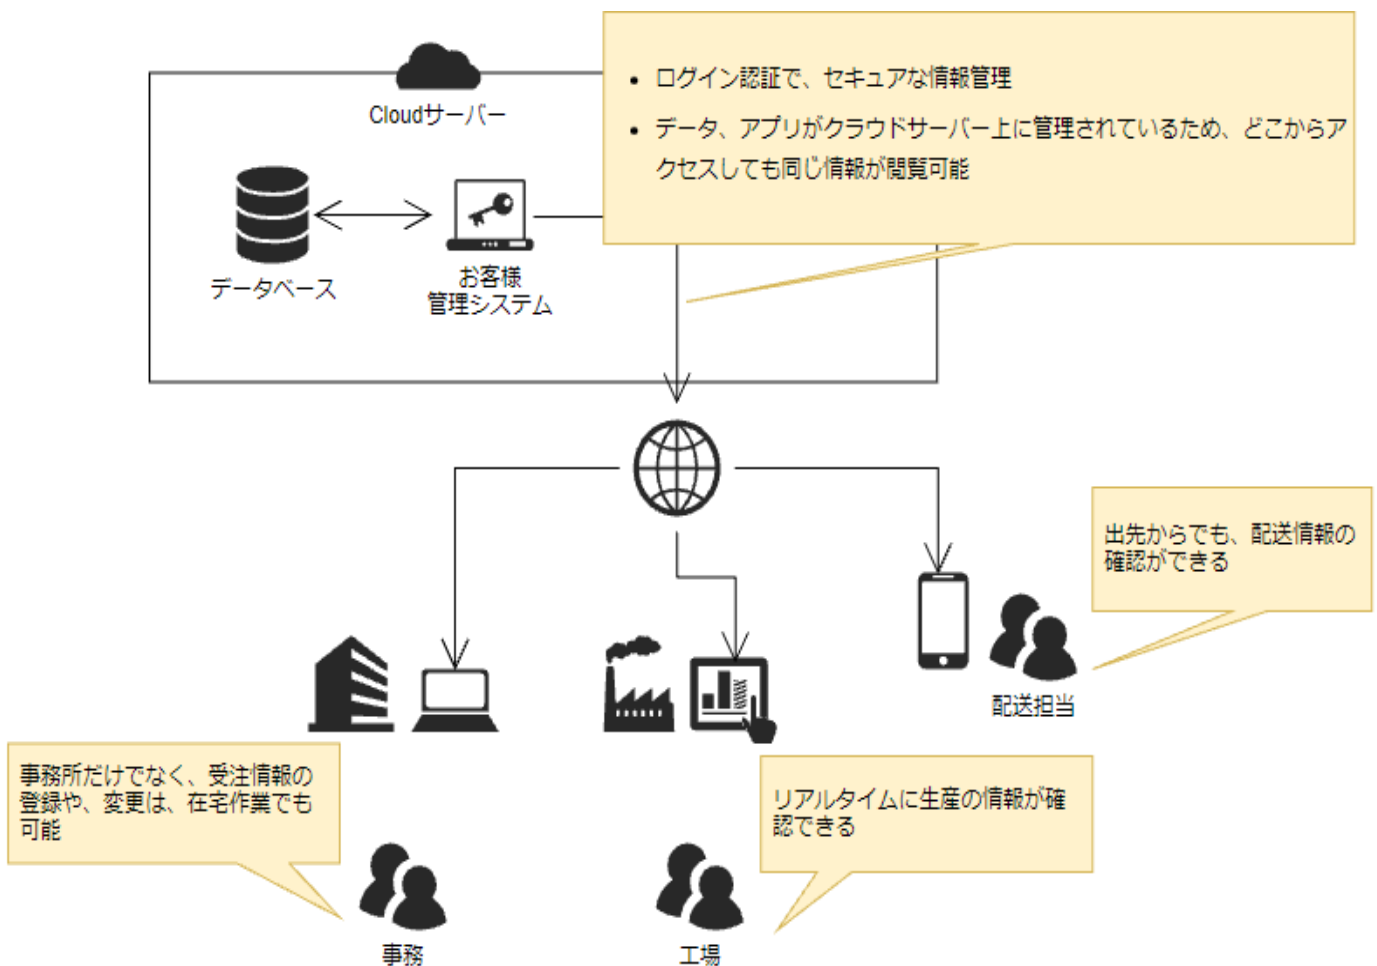 Cloudサーバー
・ログイン認証で、セキュアな情報管理
・データ、アプリがクラウドサーバー上に管理されているため、どこからア
クセスしても同じ情報が閲覧可能
データベース
お客様
管理システム
出先からでも、配送情報の
確認ができる
配送担当
事務所だけでなく、受注情報の
登録や、変更は、在宅作業でも
可能
リアルタイムに生産の情報が確
認できる
事務
工場